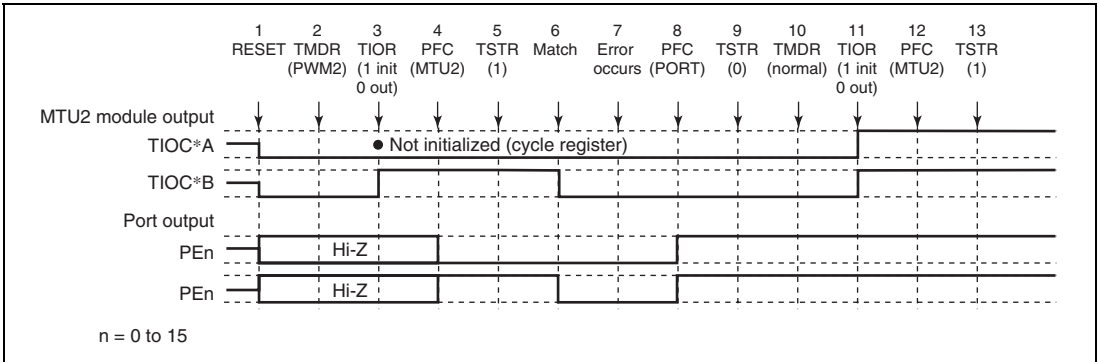 1 2 3 4 5 6 7 8 9 10 11 12 13
RESET TMDR TIOR PFC TSTR Match Error PFC TSTR TMDR TIOR PFC TSTR
(PWM2) (1 init (MTU2) (1) occurs (PORT) (0) (normal) (1 init (MTU2) (1)
0 out) 0 out)
MTU2 module output
TIOC*A ● Not initialized (cycle register)
TIOC*B
Port output
PEn Hi-Z
PEn Hi-Z
n = 0 to 15